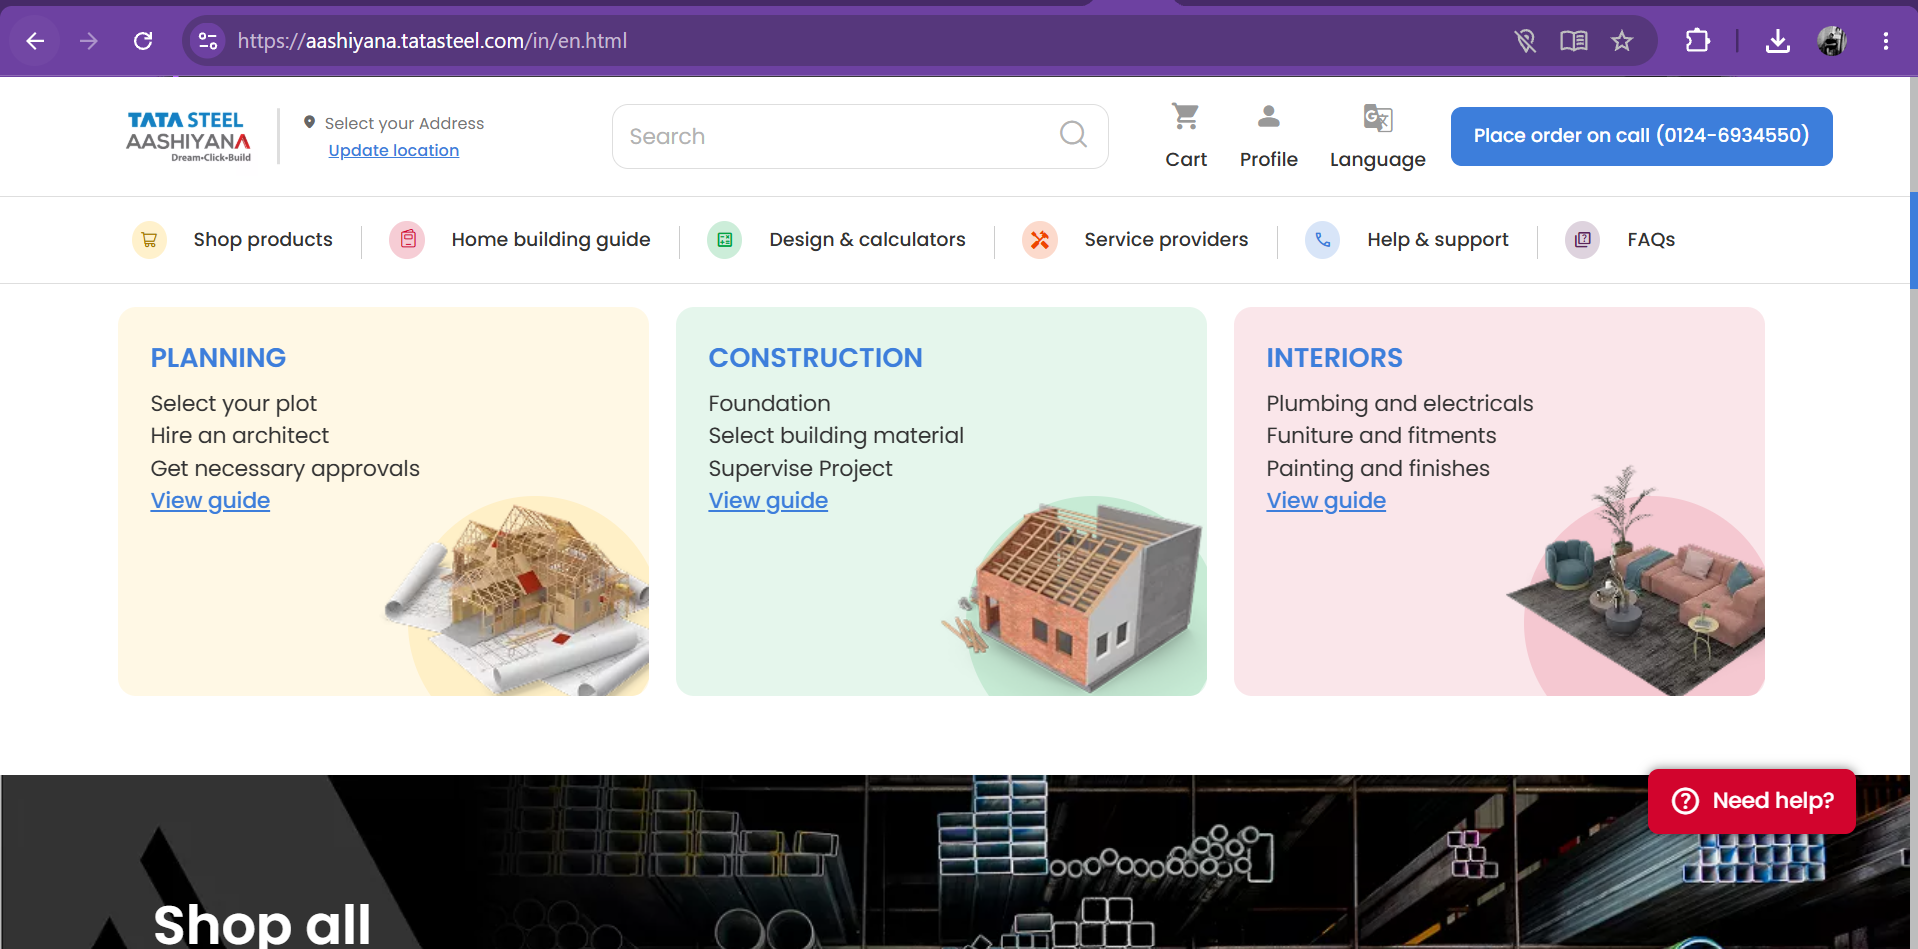 https://aashiyana.tatasteel.com/in/en.html
TATA STEEL
AASHIYANA
Dream•Click•Build
Select your Address
Update location
Search
Cart
Profile
Language
Place order on call (0124-6934550)
Shop products
Home building guide
Design & calculators
Service providers
Help & support
FAQs
PLANNING
Select your plot
Hire an architect
Get necessary approvals
View guide
CONSTRUCTION
Foundation
Select building material
Supervise Project
View guide
INTERIORS
Plumbing and electricals
Funiture and fitments
Painting and finishes
View guide
Need help?
Shop all